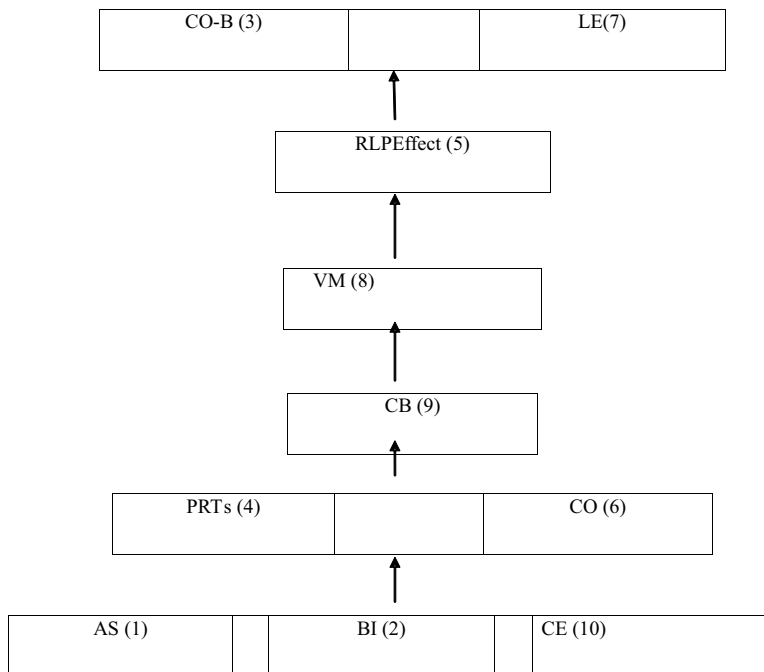 CO-B (3) LE(7)
RLPEffect (5)
VM (8)
CB (9)
PRTs (4) CO (6)
AS (1) BI (2) CE (10)